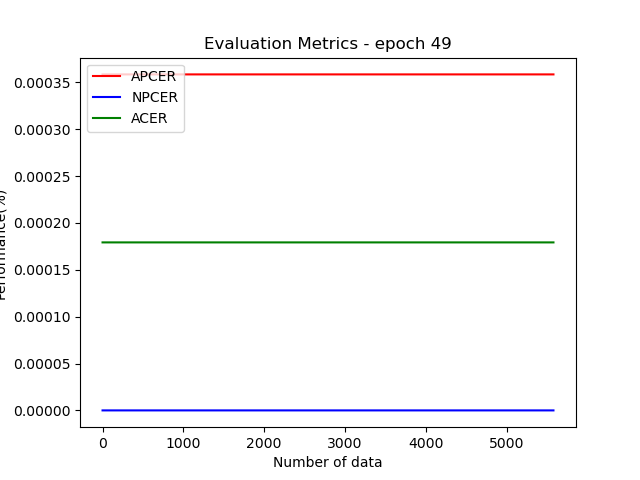 Evaluation Metrics - epoch 49
APCER
NPCER
ACER
0.00035
0.00030
0.00025
0.00020
0.00015
0.00010
0.00005
0.00000
Performance(%)
0 1000 2000 3000 4000 5000
Number of data